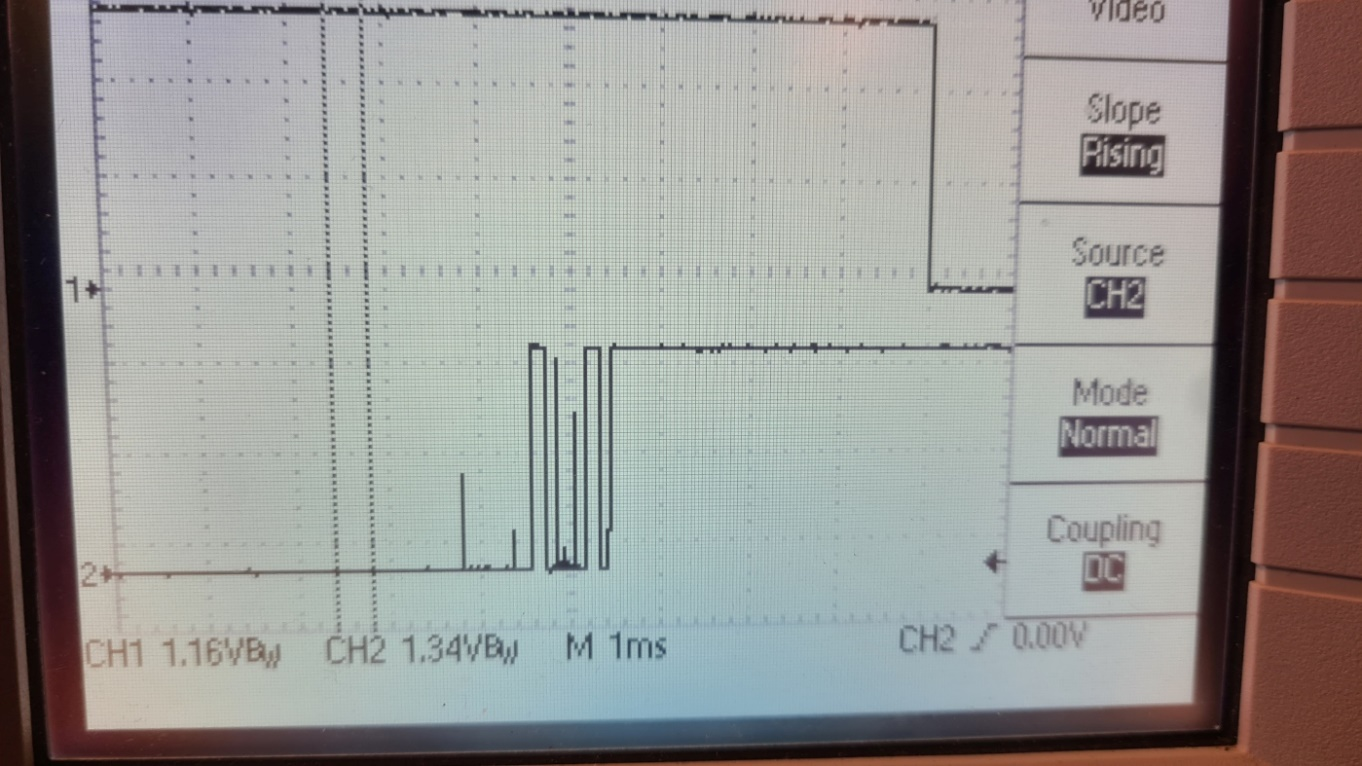 Video
Slope
Rising
1
Source
CH2
Mode
Normal
2
Coupling
DC
CH1 1.16VBw CH2 1.34VBw M 1ms CH2 0.00V